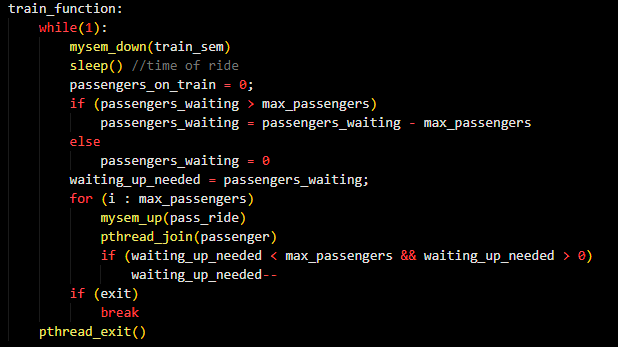 train_function:
    while(1):
        mysem_down(train_sem)
        sleep() //time of ride
        passengers_on_train = 0;
        if (passengers_waiting > max_passengers)
            passengers_waiting = passengers_waiting - max_passengers
        else
            passengers_waiting = 0
        waiting_up_needed = passengers_waiting;
        for (i : max_passengers)
            mysem_up(pass_ride)
            pthread_join(passenger)
            if (waiting_up_needed < max_passengers && waiting_up_needed > 0)
                waiting_up_needed--
        if (exit)
            break
    pthread_exit()